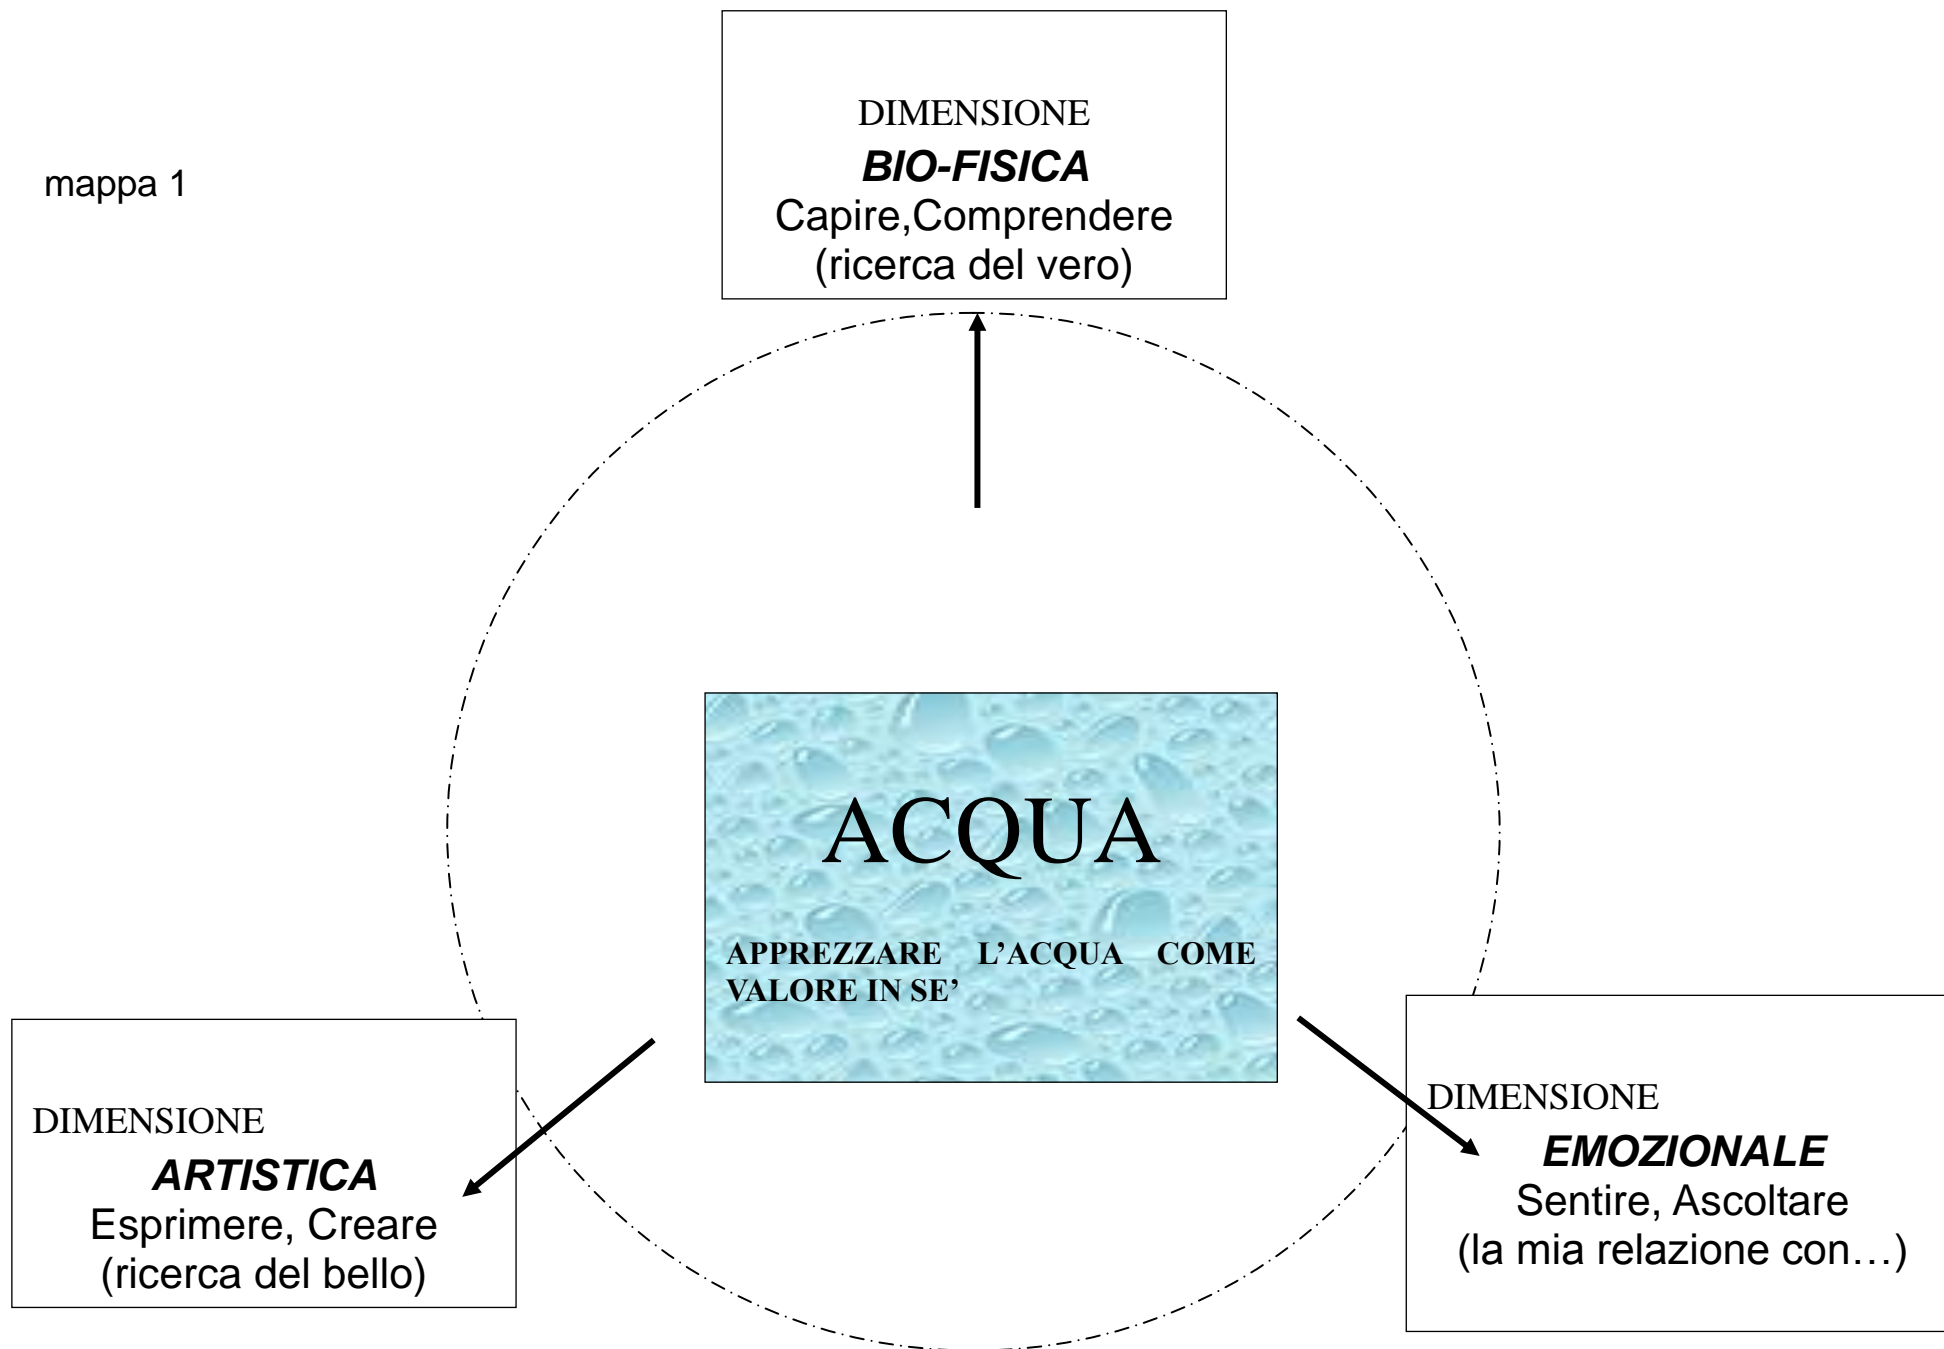 mappa 1
DIMENSIONE
BIO-FISICA
Capire,Comprendere
(ricerca del vero)
ACQUA
APPREZZARE L’ACQUA COME
VALORE IN SE’
DIMENSIONE
ARTISTICA
Esprimere, Creare
(ricerca del bello)
DIMENSIONE
EMOZIONALE
Sentire, Ascoltare
(la mia relazione con…)